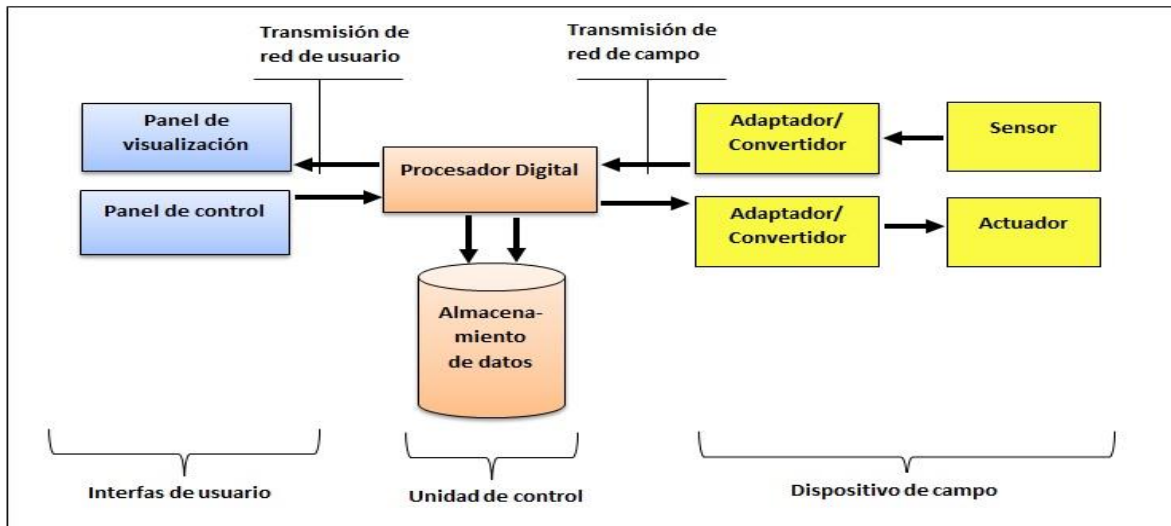 Transmisión de
red de usuario
Transmisión de
red de campo
Panel de
visualización
Procesador Digital
Adaptador/
Convertidor
Sensor
Panel de control
Adaptador/
Convertidor
Actuador
Almacena-
miento
de datos
Interfas de usuario
Unidad de control
Dispositivo de campo